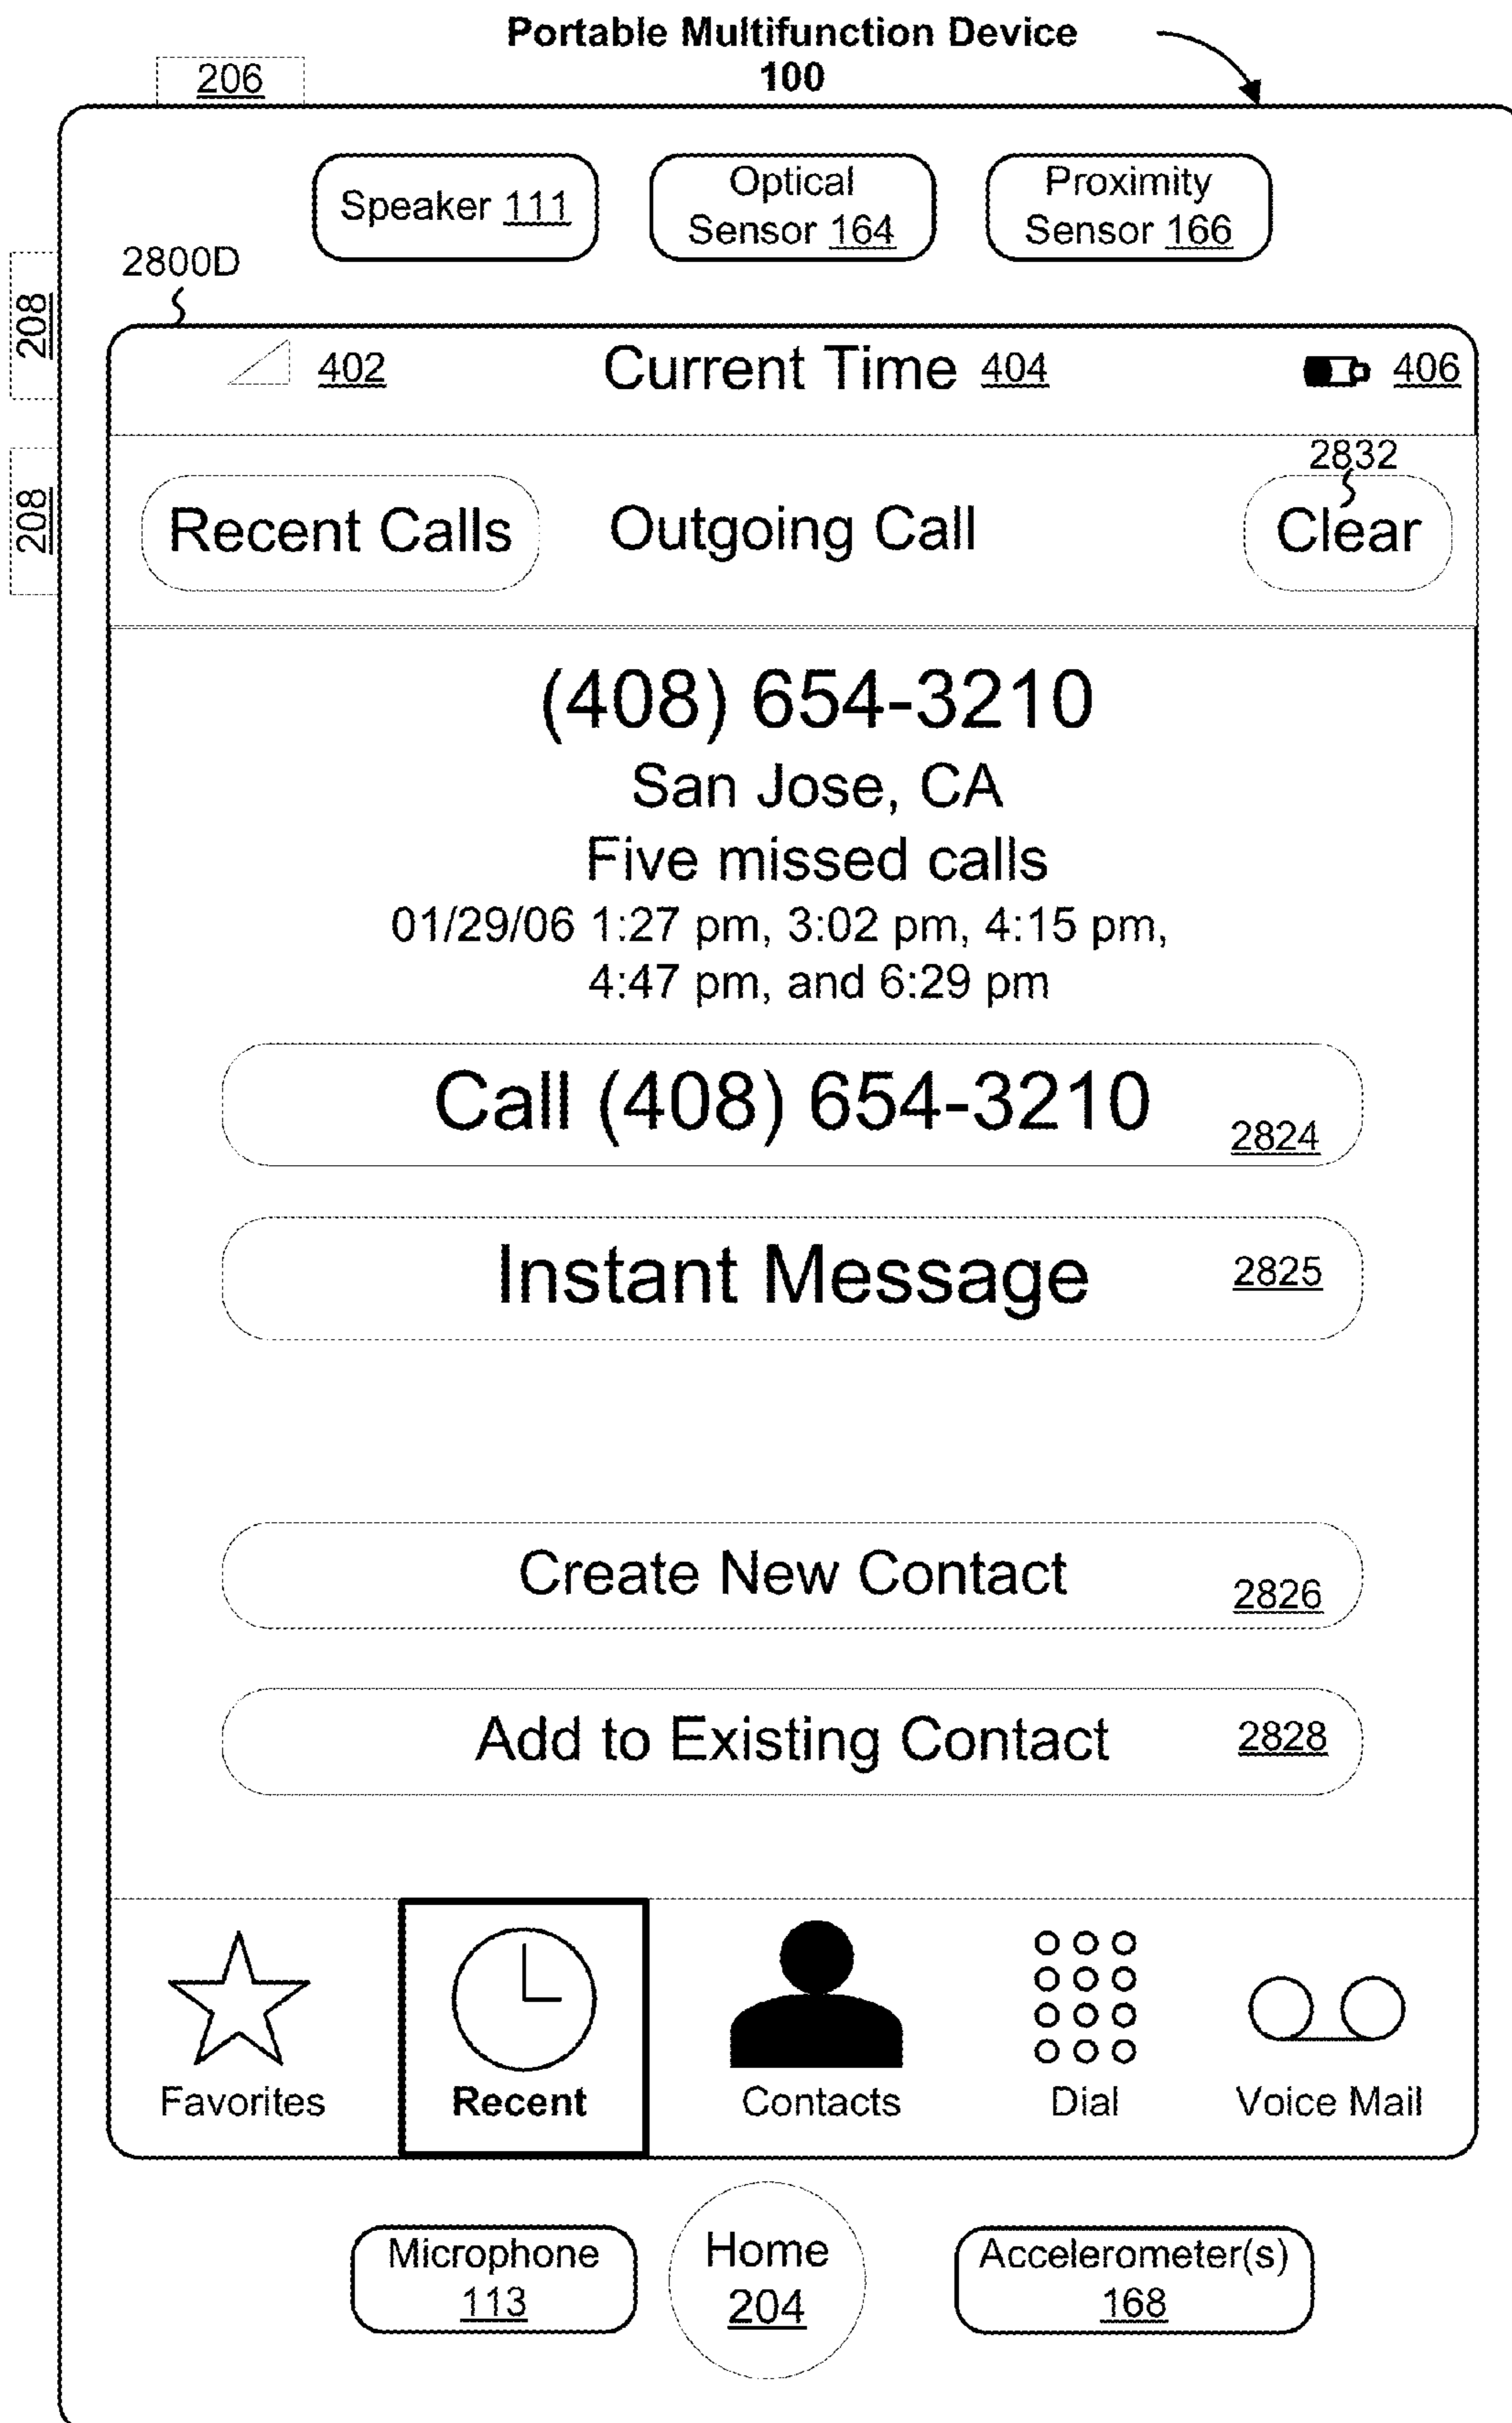 Portable Multifunction Device
100
206
Speaker 111
Optical
Sensor 164
Proximity
Sensor 166
2800D
208
208
402
Current Time 404
406
2832
Recent Calls
Outgoing Call
Clear
(408) 654-3210
San Jose, CA
Five missed calls
01/29/06 1:27 pm, 3:02 pm, 4:15 pm,
4:47 pm, and 6:29 pm
Call (408) 654-3210
2824
Instant Message
2825
Create New Contact
2826
Add to Existing Contact
2828
Favorites
Recent
Contacts
Dial
Voice Mail
Microphone
113
Home
204
Accelerometer(s)
168